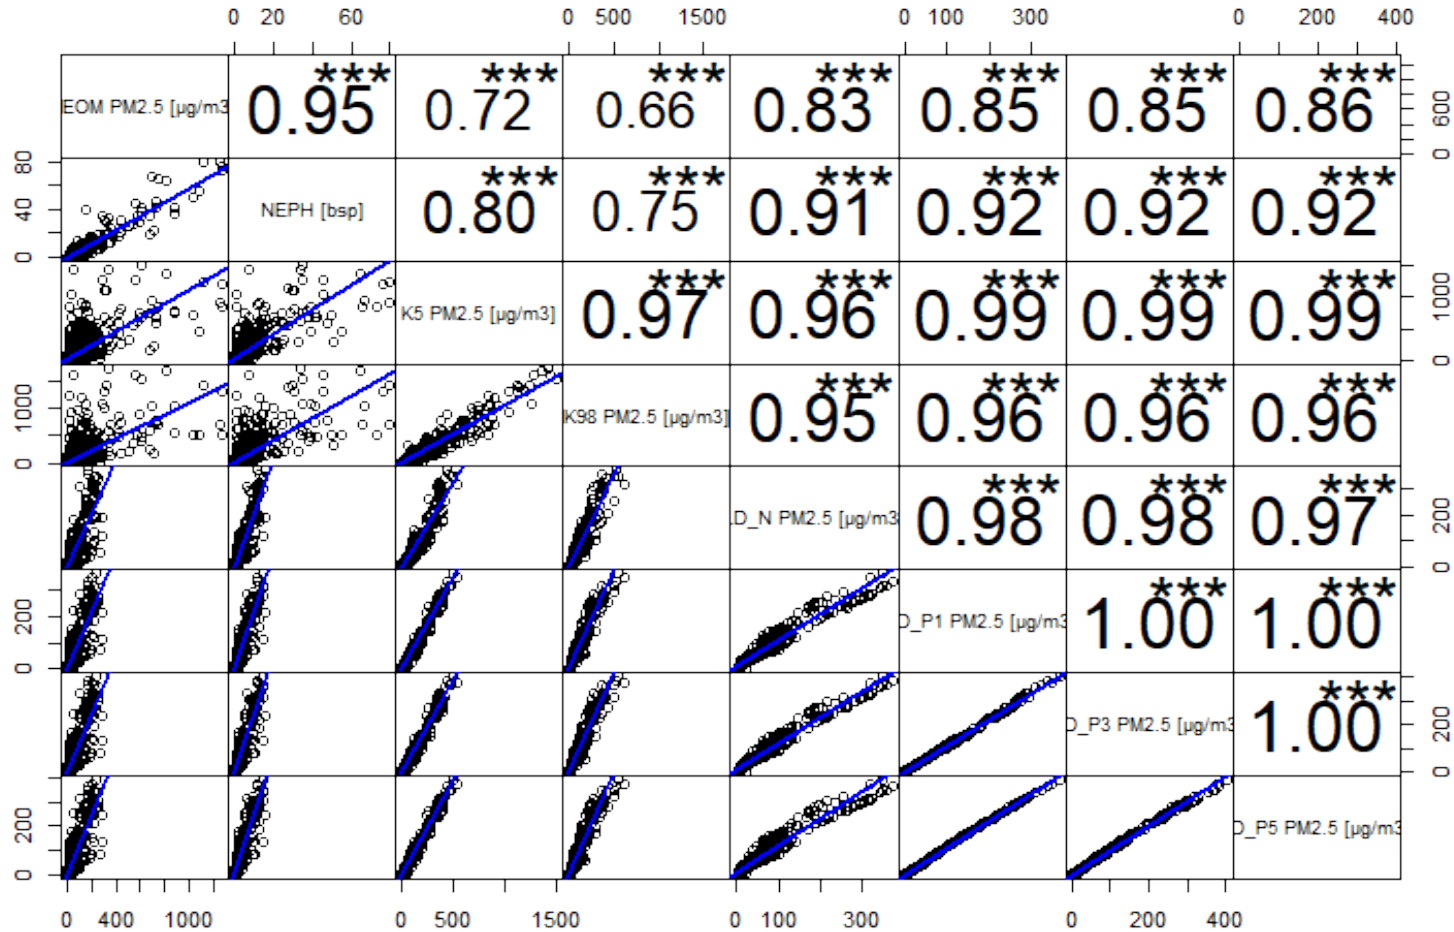 0 20 60 0 500 1500 0 100 300 0 200 400
EOM PM2.5 [µg/m3 0.95*** 0.72*** 0.66*** 0.83*** 0.85*** 0.85*** 0.86*** 0 600
0 40 80 NEPH [bsp] 0.80*** 0.75*** 0.91*** 0.92*** 0.92*** 0.92***
K5 PM2.5 [µg/m3] 0.97*** 0.96*** 0.99*** 0.99*** 0.99*** 0 1000
0 1000 K98 PM2.5 [µg/m3] 0.95*** 0.96*** 0.96*** 0.96***
.D_N PM2.5 [µg/m3 0.98*** 0.98*** 0.97*** 0 200
0 200 D_P1 PM2.5 [µg/m3 1.00*** 1.00***
D_P3 PM2.5 [µg/m3 1.00*** 0 200
0 200 D_P5 PM2.5 [µg/m3
0 400 1000 0 500 1500 0 100 300 0 200 400